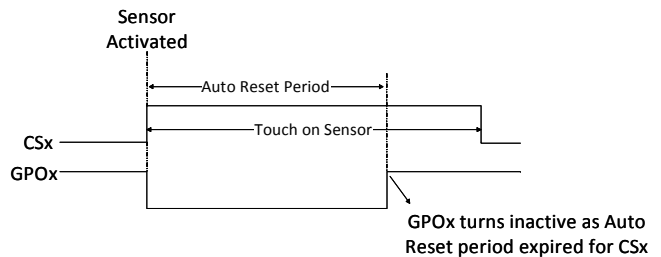 Sensor
Activated
Auto Reset Period
Touch on Sensor
CSx
GPOx
GPOx turns inactive as Auto
Reset period expired for CSx